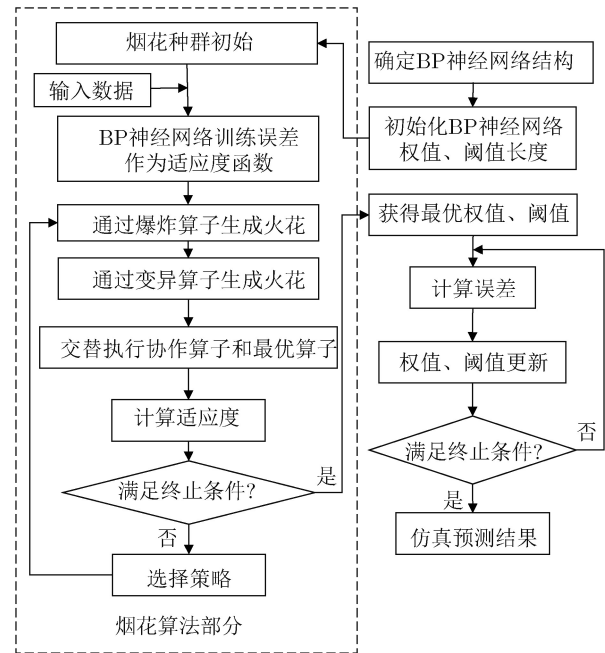 烟花种群初始
输入数据
BP神经网络训练误差
作为适应度函数
通过爆炸算子生成火花
通过变异算子生成火花
交替执行协作算子和最优算子
计算适应度
满足终止条件?
是
否
选择策略
烟花算法部分
确定BP神经网络结构
初始化BP神经网络
权值、阈值长度
获得最优权值、阈值
计算误差
权值、阈值更新
满足终止条件?
否
是
仿真预测结果